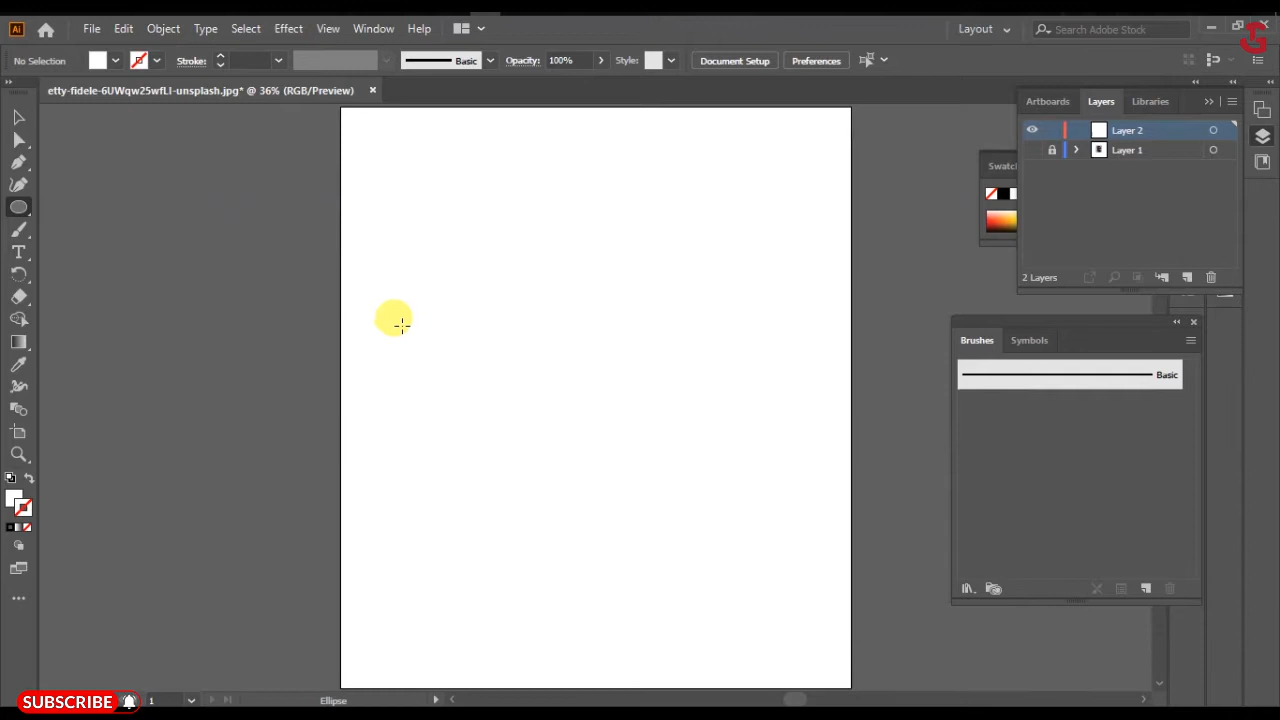 Ai File Edit Object Type Select Effect View Window Help Layout Search Adobe Stock
No Selection Stroke: Basic Opacity: 100% Style: Document Setup Preferences
etty-fidele-6UWqw25wfLI-unsplash.jpg* @ 36% (RGB/Preview)
Artboards Layers Libraries
Layer 2
Layer 1
Swatch
2 Layers
Brushes Symbols
Basic
SUBSCRIBE 1 Ellipse